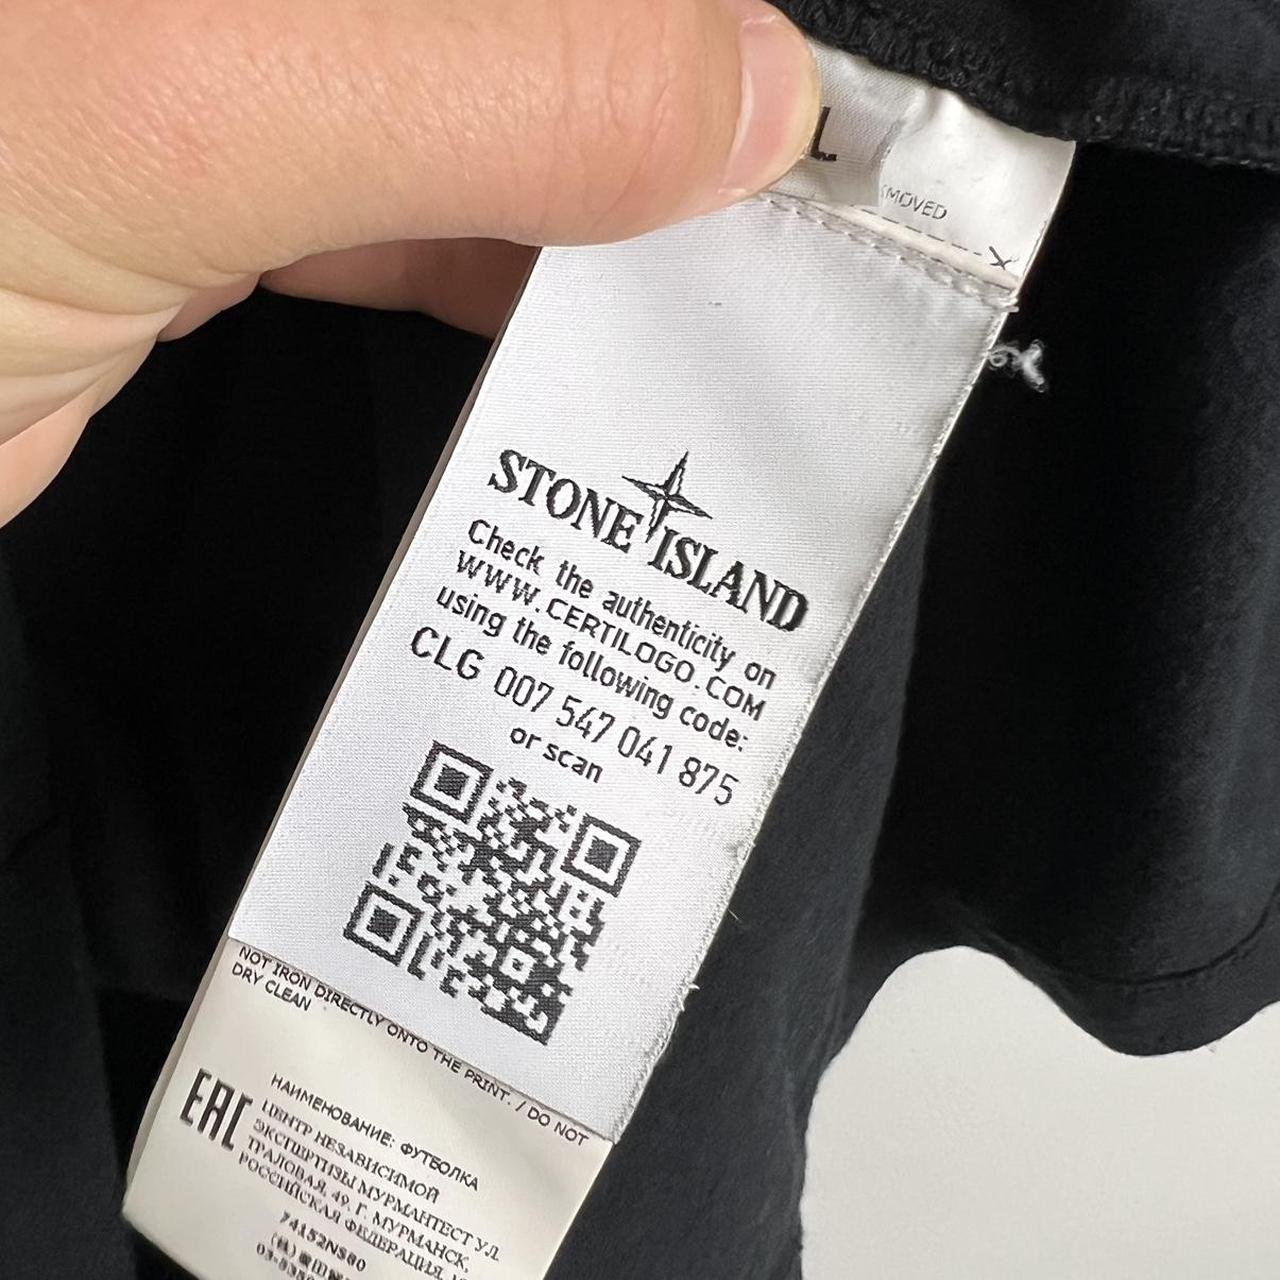 L
MOVED
STONE ISLAND
Check the authenticity on
WWW.CERTILOGO.COM
using the following code:
CLG 007 547 041 875
or scan
NOT IRON DIRECTLY ONTO THE PRINT. / DO NOT
DRY CLEAN
EAC
НАИМЕНОВАНИЕ: ФУТБОЛКА
ЦЕНТР НЕЗАВИСИМОЙ
ЭКСПЕРТИЗЫ МУРМАНТЕСТ УЛ.
ТРАЛОВАЯ, 49, Г. МУРМАНСК,
РОССИЙСКАЯ ФЕДЕРАЦИЯ,
74152NS80